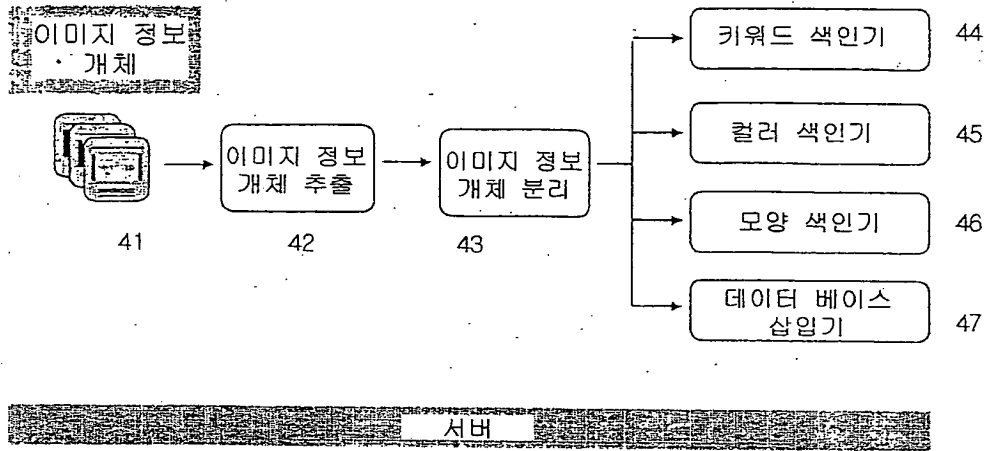 이미지 정보
개체
41
이미지 정보
개체 추출
42
이미지 정보
개체 분리
43
키워드 색인기
44
컬러 색인기
45
모양 색인기
46
데이터 베이스
삽입기
47
서버